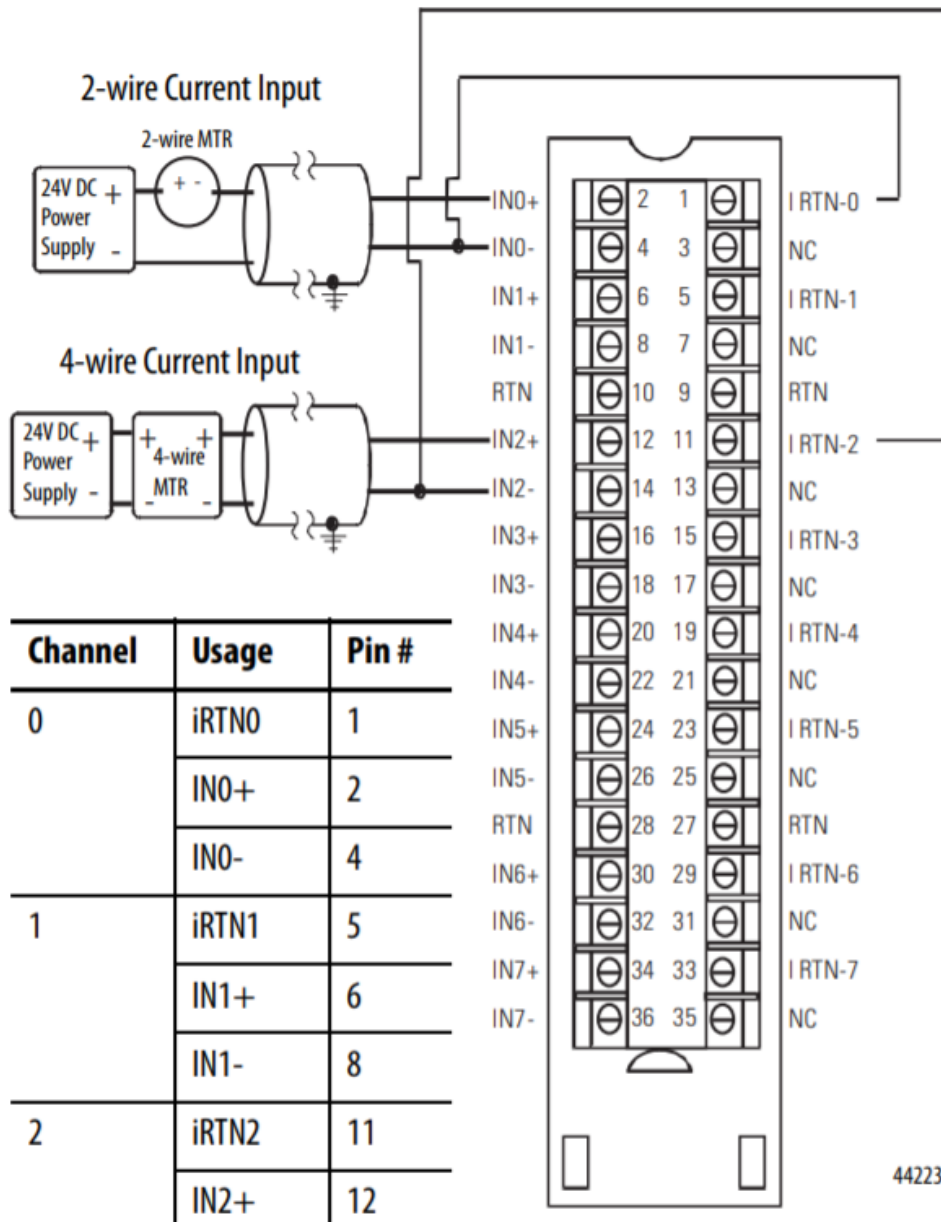 2-wire Current Input
2-wire MTR
+ -
24V DC +
Power
Supply -
4-wire Current Input
24V DC +
Power
Supply -
+ +
4-wire
MTR
- -
IN0+ 2 1 I RTN-0
IN0- 4 3 NC
IN1+ 6 5 I RTN-1
IN1- 8 7 NC
RTN 10 9 RTN
IN2+ 12 11 I RTN-2
IN2- 14 13 NC
IN3+ 16 15 I RTN-3
IN3- 18 17 NC
IN4+ 20 19 I RTN-4
IN4- 22 21 NC
IN5+ 24 23 I RTN-5
IN5- 26 25 NC
RTN 28 27 RTN
IN6+ 30 29 I RTN-6
IN6- 32 31 NC
IN7+ 34 33 I RTN-7
IN7- 36 35 NC
Channel Usage Pin #
0 iRTN0 1
IN0+ 2
IN0- 4
1 iRTN1 5
IN1+ 6
IN1- 8
2 iRTN2 11
IN2+ 12
44223